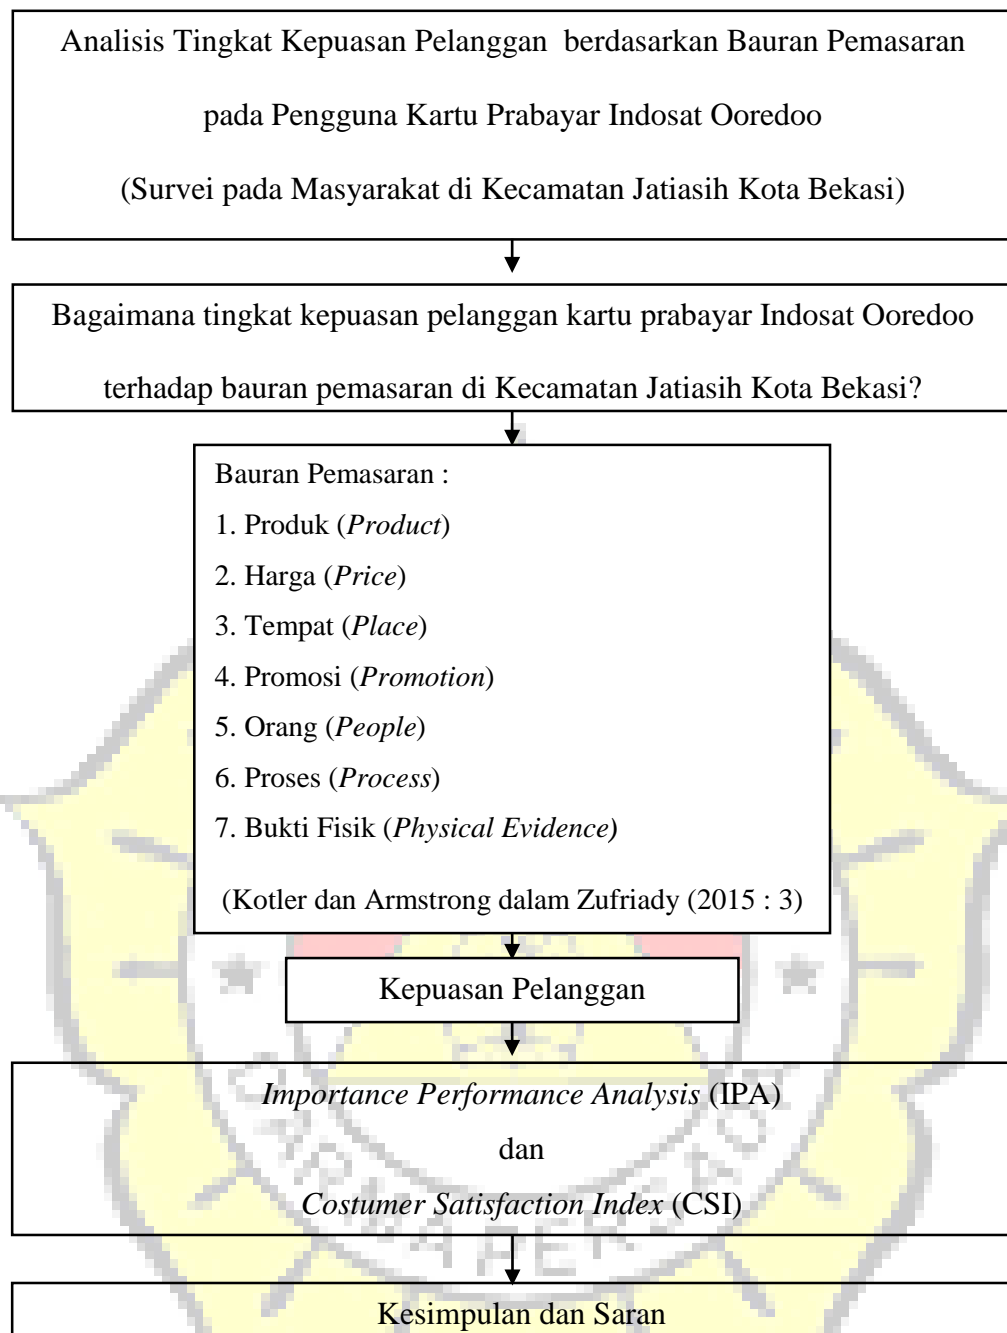 Analisis Tingkat Kepuasan Pelanggan  berdasarkan Bauran Pemasaran
pada Pengguna Kartu Prabayar Indosat Ooredoo
(Survei pada Masyarakat di Kecamatan Jatiasih Kota Bekasi)
Bagaimana tingkat kepuasan pelanggan kartu prabayar Indosat Ooredoo
terhadap bauran pemasaran di Kecamatan Jatiasih Kota Bekasi?
Bauran Pemasaran :
1. Produk (Product)
2. Harga (Price)
3. Tempat (Place)
4. Promosi (Promotion)
5. Orang (People)
6. Proses (Process)
7. Bukti Fisik (Physical Evidence)
(Kotler dan Armstrong dalam Zufriady (2015 : 3)
Kepuasan Pelanggan
Importance Performance Analysis (IPA)
dan
Costumer Satisfaction Index (CSI)
Kesimpulan dan Saran